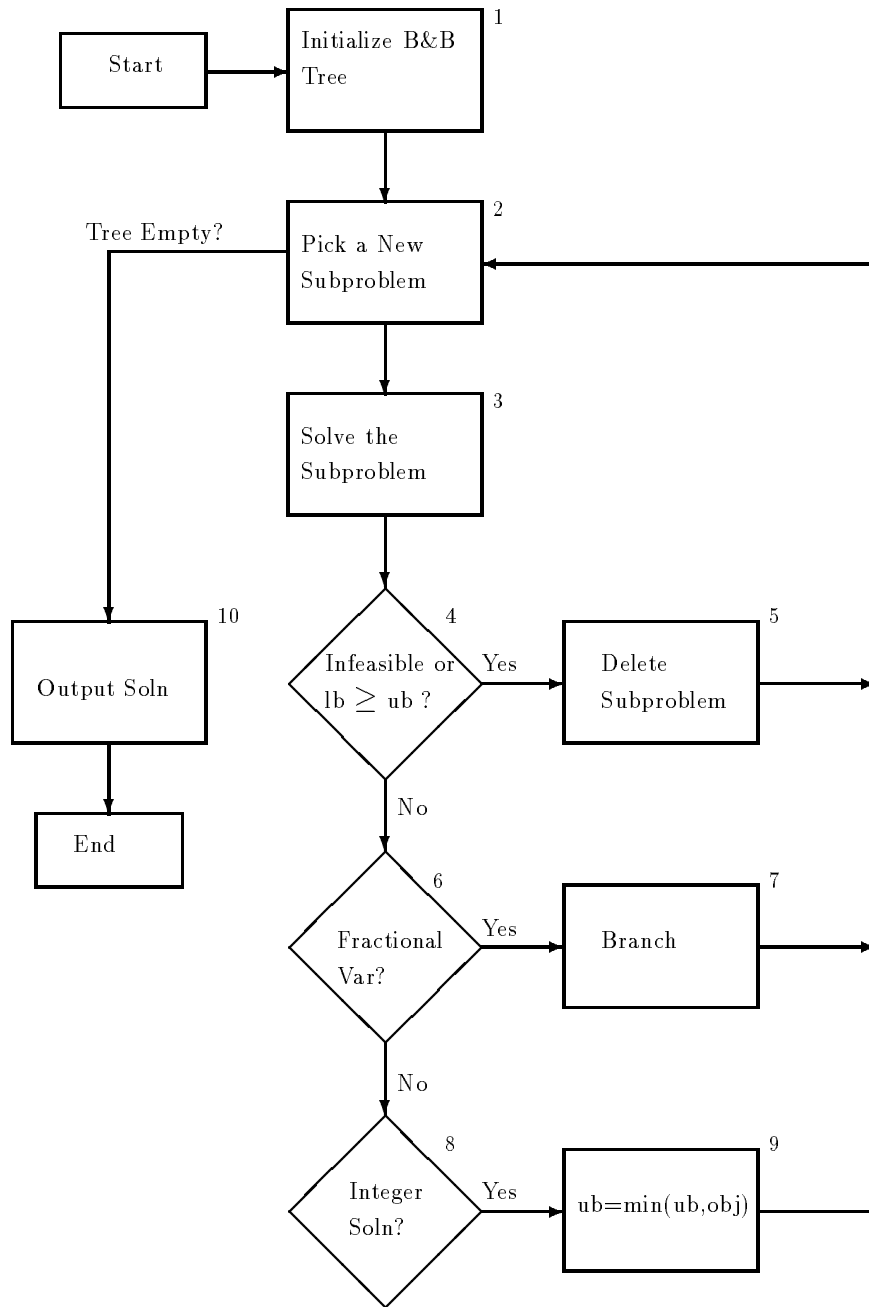 1
Start
Initialize B&B
Tree
2
Tree Empty?
Pick a New
Subproblem
3
Solve the
Subproblem
4
Infeasible or
lb ≥ ub ?
Yes
5
Delete
Subproblem
10
Output Soln
No
End
6
Fractional
Var?
Yes
7
Branch
No
8
Integer
Soln?
Yes
9
ub=min(ub,obj)